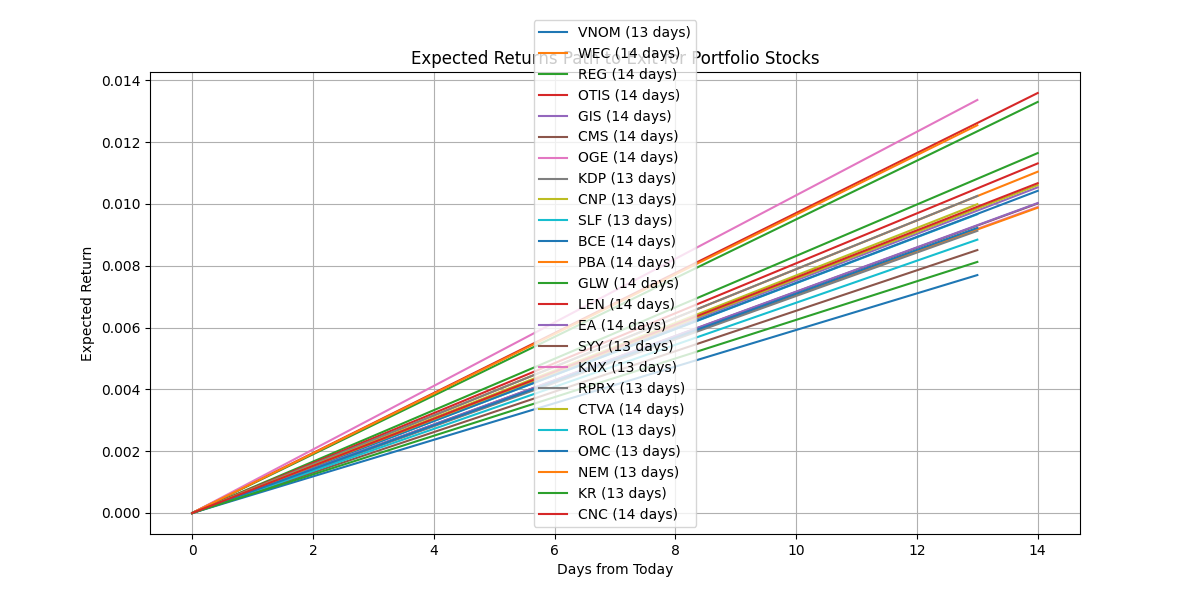 Expected Returns Path to Exit for Portfolio Stocks
VNOM (13 days)
WEC (14 days)
REG (14 days)
OTIS (14 days)
GIS (14 days)
CMS (14 days)
OGE (14 days)
KDP (13 days)
CNP (13 days)
SLF (13 days)
BCE (14 days)
PBA (14 days)
GLW (14 days)
LEN (14 days)
EA (14 days)
SYY (13 days)
KNX (13 days)
RPRX (13 days)
CTVA (14 days)
ROL (13 days)
OMC (13 days)
NEM (13 days)
KR (13 days)
CNC (14 days)
Expected Return
0.014
0.012
0.010
0.008
0.006
0.004
0.002
0.000
0 2 4 6 8 10 12 14
Days from Today